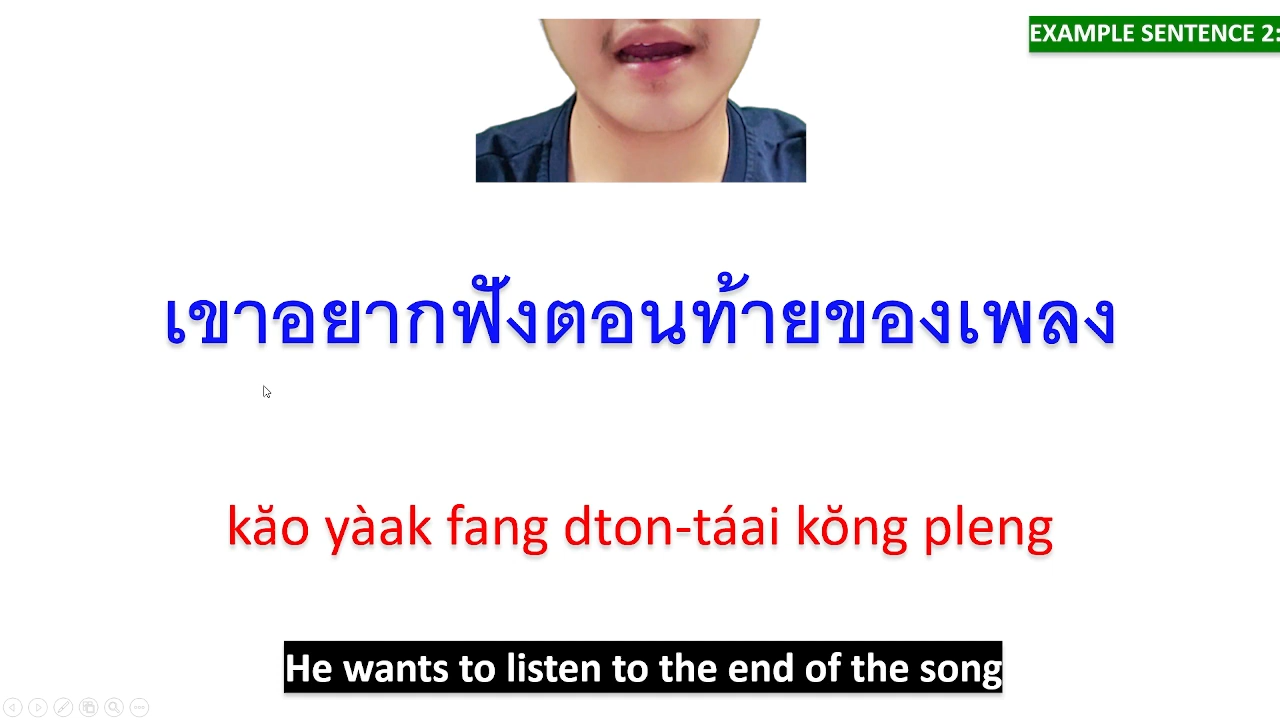 EXAMPLE SENTENCE 2:
เขาอยากฟังตอนท้ายของเพลง
kăo yàak fang dton-táai kŏng pleng
He wants to listen to the end of the song